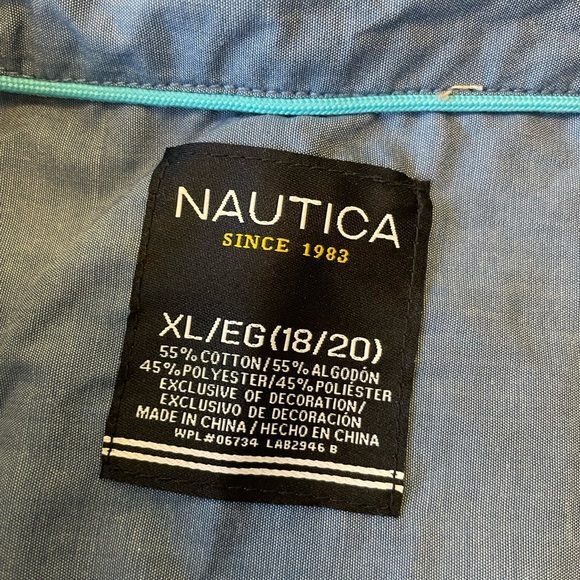 NAUTICA
SINCE 1983
XL/EG(18/20)
55% COTTON/55% ALGODÓN
45% POLYESTER/45% POLIÉSTER
EXCLUSIVE OF DECORATION/
EXCLUSIVO DE DECORACIÓN
MADE IN CHINA/HECHO EN CHINA
WPL#06734 LAB2946 B